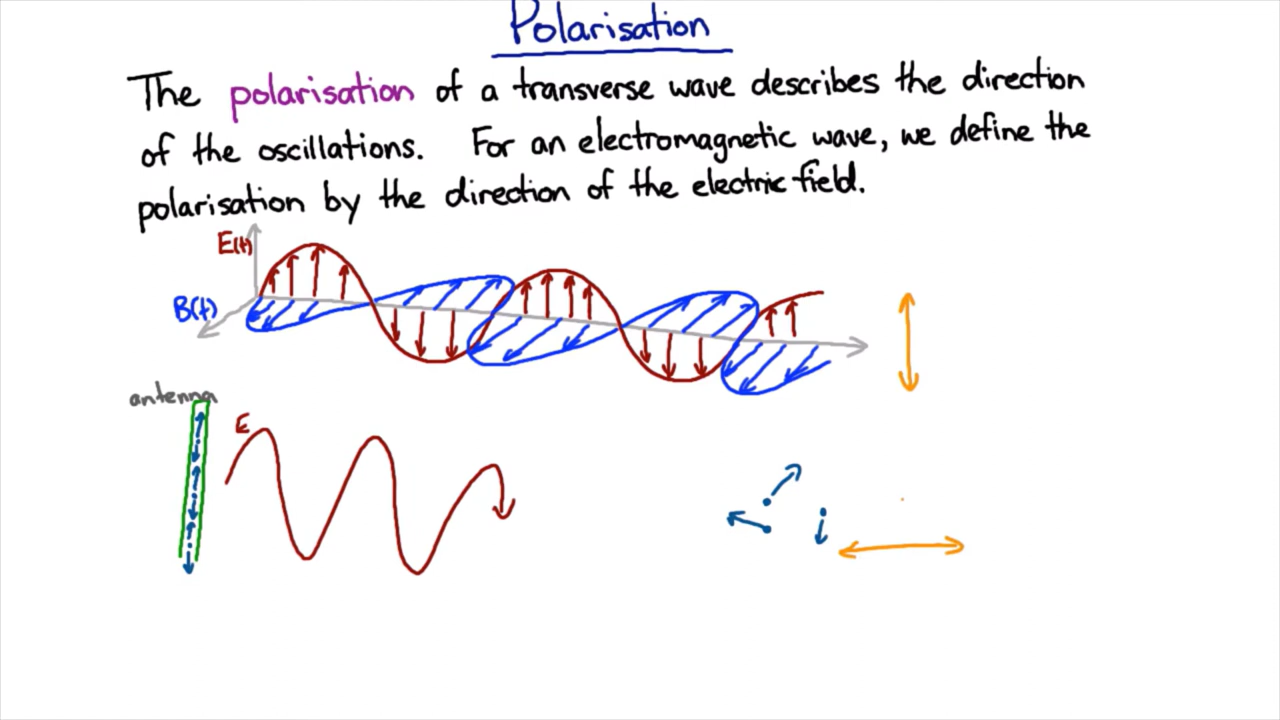 Polarisation
The polarisation of a transverse wave describes the direction
of the oscillations. For an electromagnetic wave, we define the
polarisation by the direction of the electric field.
E(t)
B(t)
antenna
E